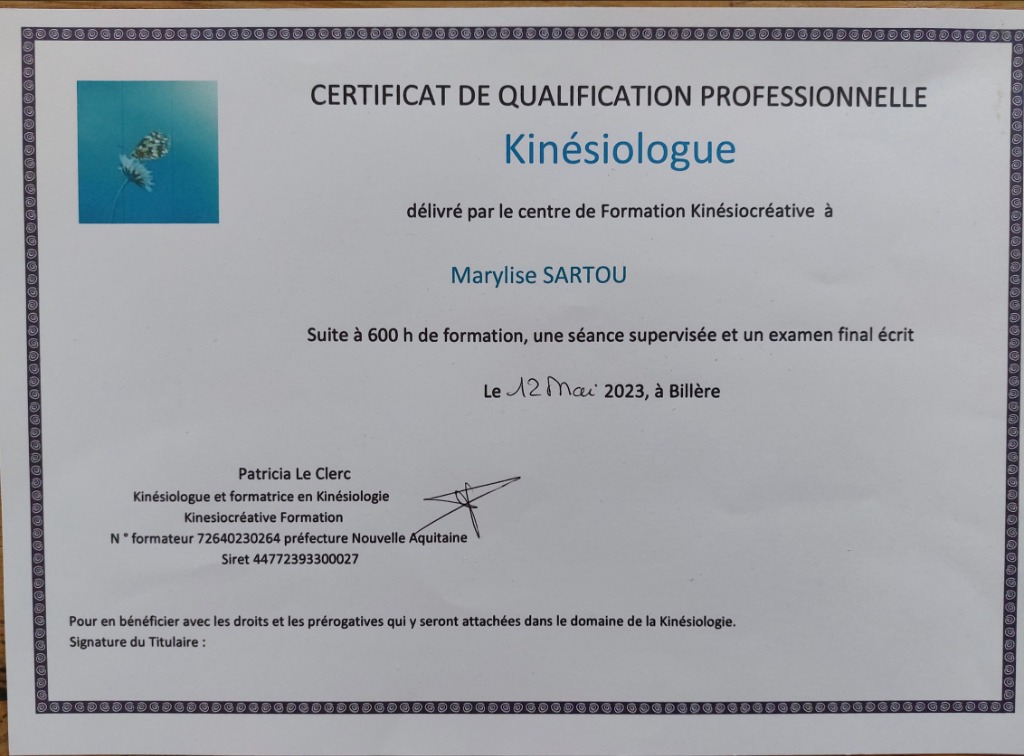 CERTIFICAT DE QUALIFICATION PROFESSIONNELLE
Kinésiologue
délivré par le centre de Formation Kinésiocréative à
Marylise SARTOU
Suite à 600 h de formation, une séance supervisée et un examen final écrit
Le 12 Mai 2023, à Billère
Patricia Le Clerc
Kinésiologue et formatrice en Kinésiologie
Kinesiocréative Formation
N ° formateur 72640230264 préfecture Nouvelle Aquitaine
Siret 44772393300027
Pour en bénéficier avec les droits et les prérogatives qui y seront attachées dans le domaine de la Kinésiologie.
Signature du Titulaire :